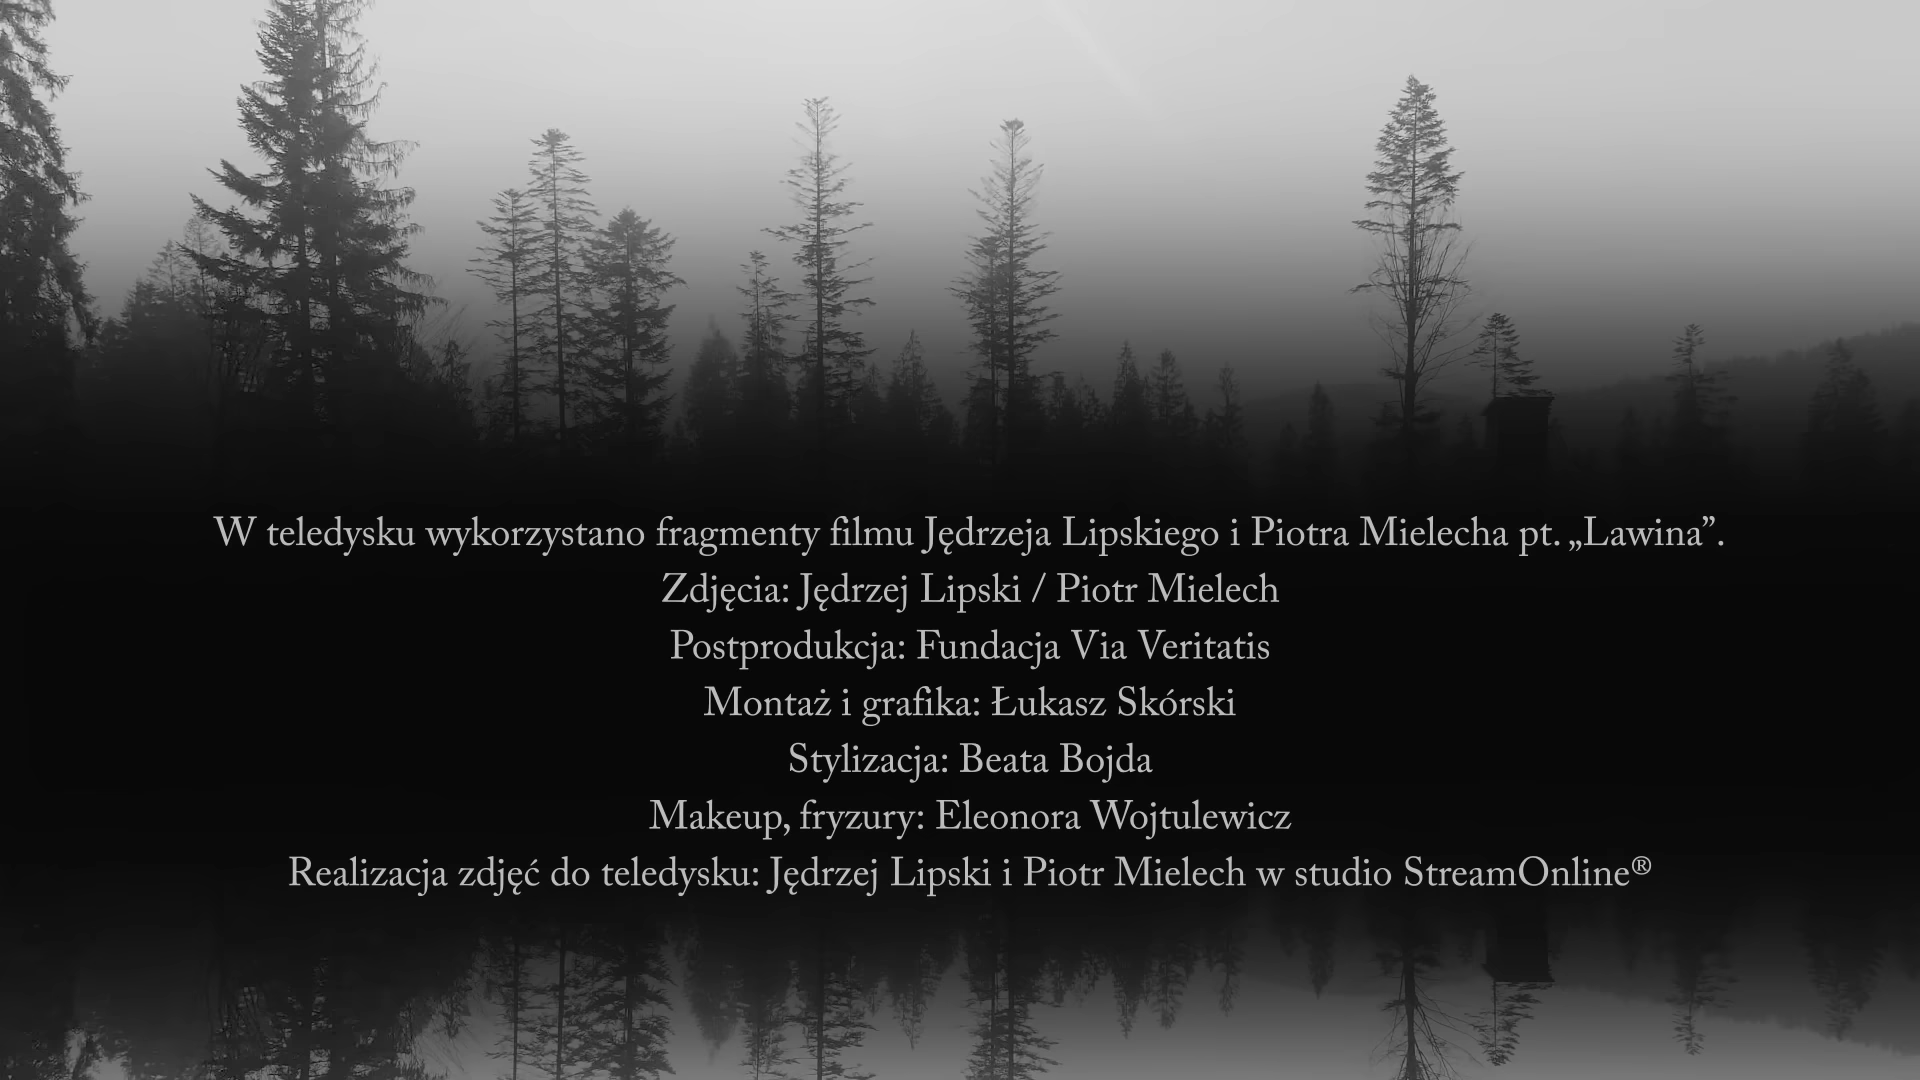 W teledysku wykorzystano fragmenty filmu Jędrzeja Lipskiego i Piotra Mielecha pt. „Lawina”.
Zdjęcia: Jędrzej Lipski / Piotr Mielech
Postprodukcja: Fundacja Via Veritatis
Montaż i grafika: Łukasz Skórski
Stylizacja: Beata Bojda
Makeup, fryzury: Eleonora Wojtulewicz
Realizacja zdjęć do teledysku: Jędrzej Lipski i Piotr Mielech w studio StreamOnline®